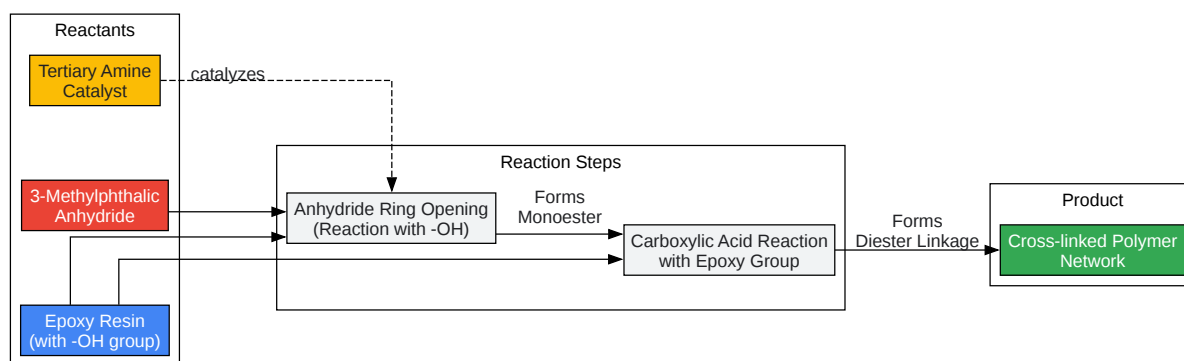 Reactants
Tertiary Amine
Catalyst
catalyzes
Reaction Steps
3-Methylphthalic
Anhydride
Anhydride Ring Opening
(Reaction with -OH)
Forms
Monoester
Carboxylic Acid Reaction
with Epoxy Group
Forms
Diester Linkage
Product
Cross-linked Polymer
Network
Epoxy Resin
(with -OH group)